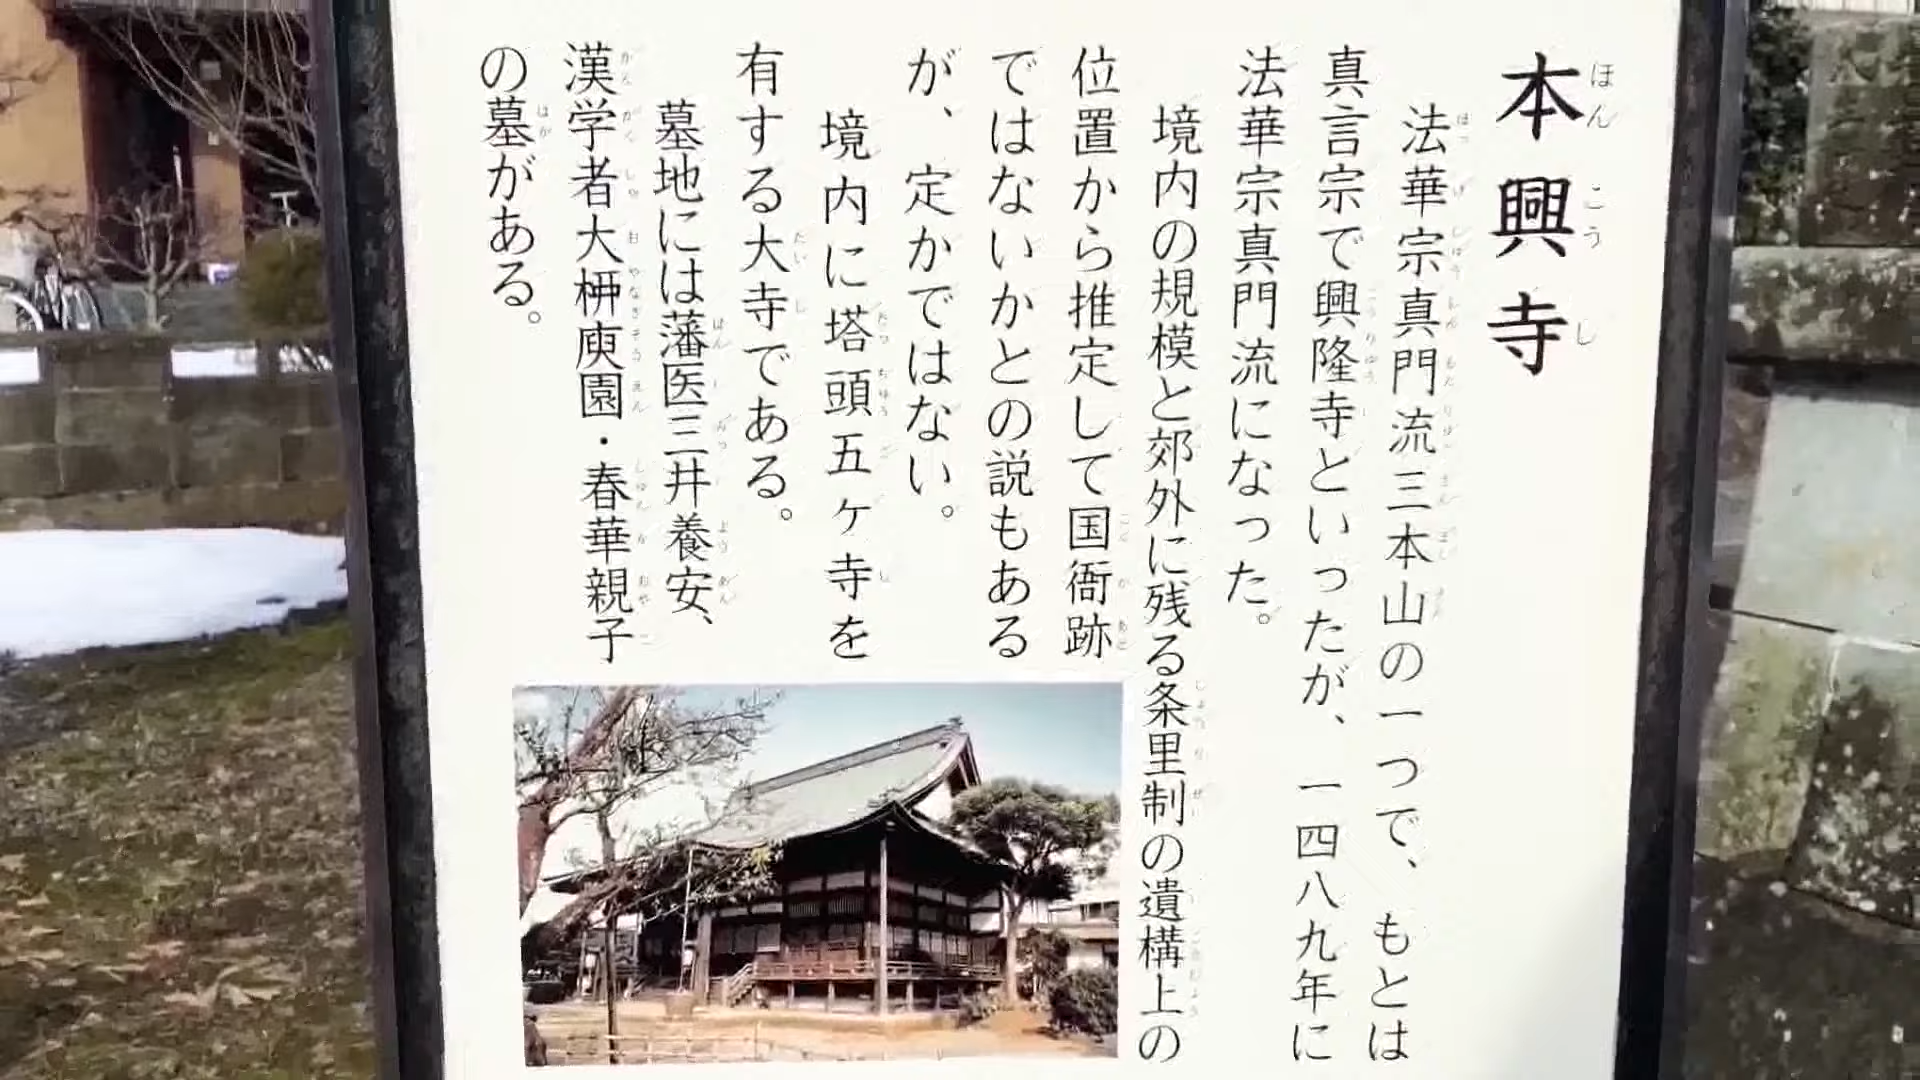 本興寺
法華宗真門流三本山の一つで、もとは
真言宗で興隆寺といったが、一四八九年に
法華宗真門流になった。
境内の規模と郊外に残る条里制の遺構上の
位置から推定して国衙跡
ではないかとの説もある
が、定かではない。
境内に塔頭五ヶ寺を
有する大寺である。
墓地には藩医三井養安、
漢学者大栁庾園・春華親子
の墓がある。